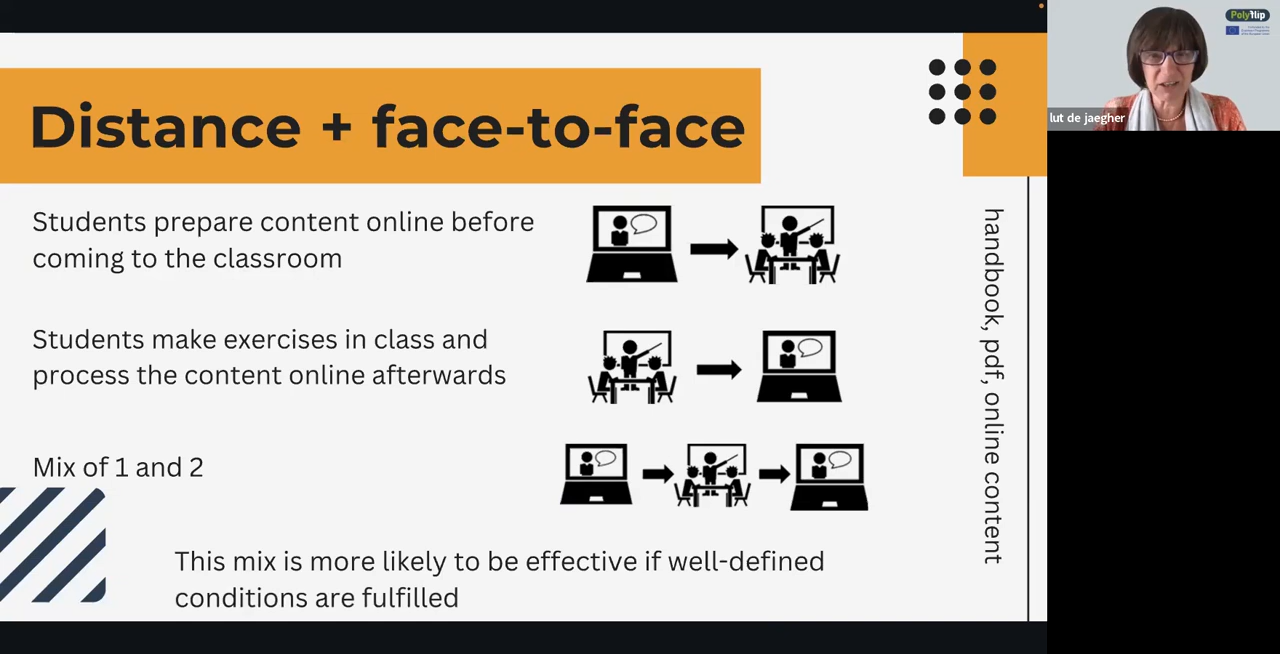 Distance + face-to-face
Students prepare content online before
coming to the classroom
Students make exercises in class and
process the content online afterwards
Mix of 1 and 2
This mix is more likely to be effective if well-defined
conditions are fulfilled
handbook, pdf, online content
Polyflip
lut de jaegher